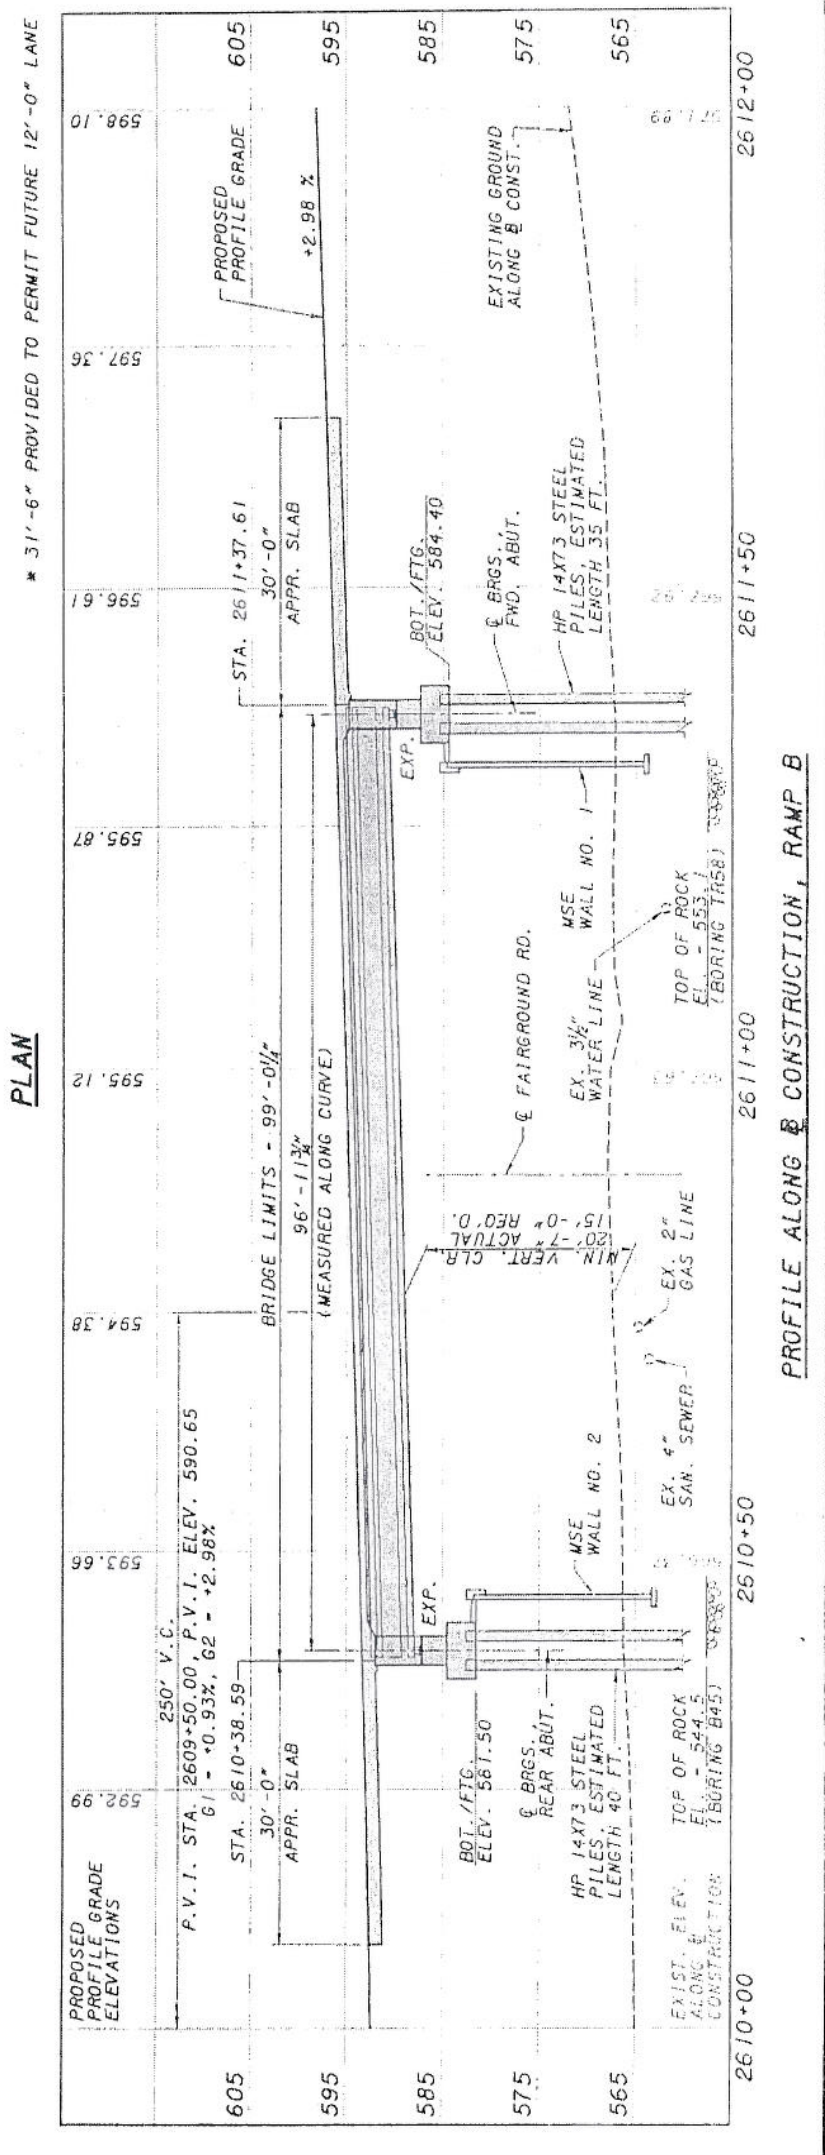 * 31'-6" PROVIDED TO PERMIT FUTURE 12'-0" LANE
PLAN
PROPOSED
PROFILE GRADE
ELEVATIONS
592.99
593.66
594.38
595.12
595.87
596.61
597.36
598.10
605
595
585
575
565
605
595
585
575
565
250' V.C.
P.V.I. STA. 2609+50.00, P.V.I. ELEV. 590.65
G1 = +0.93%, G2 = +2.98%
STA. 2610+38.59
30'-0"
APPR. SLAB
BRIDGE LIMITS - 99'-0¼"
96'-11¾"
(MEASURED ALONG CURVE)
STA. 2611+37.61
30'-0"
APPR. SLAB
PROPOSED
PROFILE GRADE
+2.98 %
EXP.
EXP.
BOT./FTG.
ELEV. 581.50
℄ BRGS.,
REAR ABUT.
HP 14X73 STEEL
PILES, ESTIMATED
LENGTH 40 FT.
MSE
WALL NO. 2
MIN. VERT. CLR.
20'-7" ACTUAL
15'-0" REQ'D.
℄ FAIRGROUND RD.
MSE
WALL NO. 1
BOT./FTG.
ELEV. 584.40
℄ BRGS.,
FWD. ABUT.
HP 14X73 STEEL
PILES, ESTIMATED
LENGTH 35 FT.
EXISTING GROUND
ALONG B CONST.
EX. 4"
SAN. SEWER
EX. 2"
GAS LINE
EX. 3½"
WATER LINE
EXIST. ELEV.
ALONG ℄
CONSTRUCTION
TOP OF ROCK
EL. - 544.5
(BORING B45)
TOP OF ROCK
EL. - 553.1
(BORING TR58)
2610+00
2610+50
2611+00
2611+50
2612+00
PROFILE ALONG B CONSTRUCTION, RAMP B